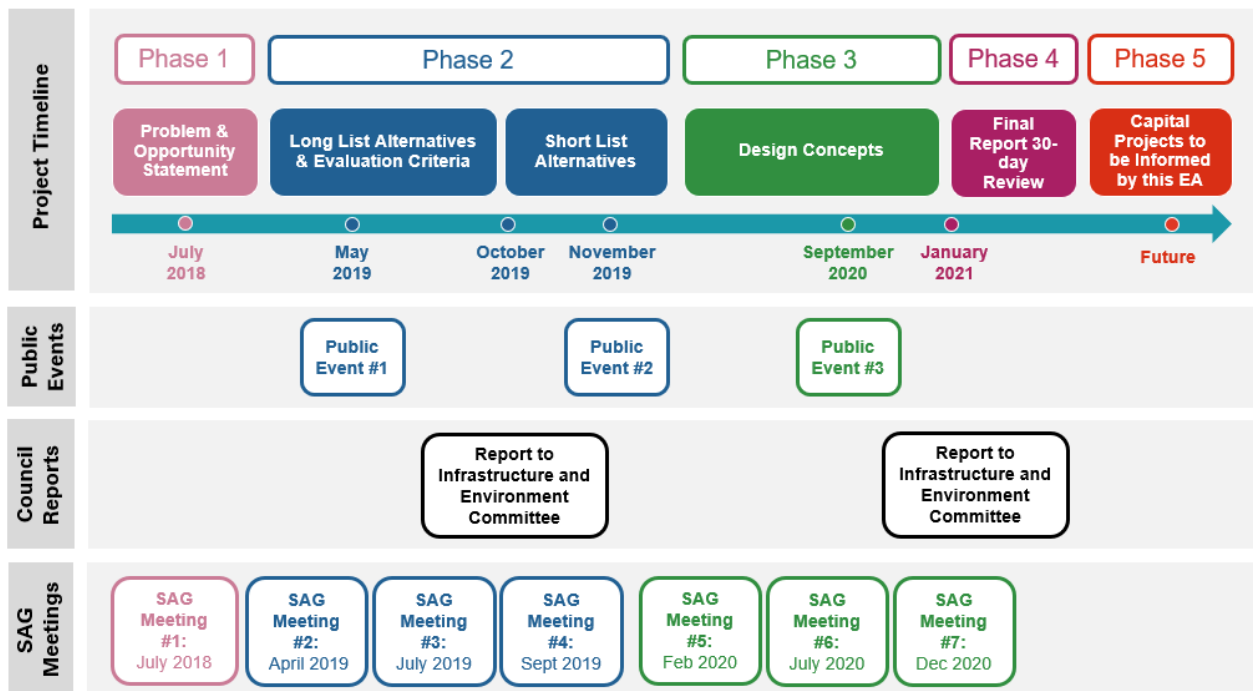 Project Timeline
Phase 1
Phase 2
Phase 3
Phase 4
Phase 5
Problem &
Opportunity
Statement
Long List Alternatives
& Evaluation Criteria
Short List
Alternatives
Design Concepts
Final
Report 30-
day
Review
Capital
Projects to
be Informed
by this EA
July
2018
May
2019
October
2019
November
2019
September
2020
January
2021
Future
Public
Events
Public
Event #1
Public
Event #2
Public
Event #3
Council
Reports
Report to
Infrastructure and
Environment
Committee
Report to
Infrastructure and
Environment
Committee
SAG
Meetings
SAG
Meeting
#1:
July 2018
SAG
Meeting
#2:
April 2019
SAG
Meeting
#3:
July 2019
SAG
Meeting
#4:
Sept 2019
SAG
Meeting
#5:
Feb 2020
SAG
Meeting
#6:
July 2020
SAG
Meeting
#7:
Dec 2020